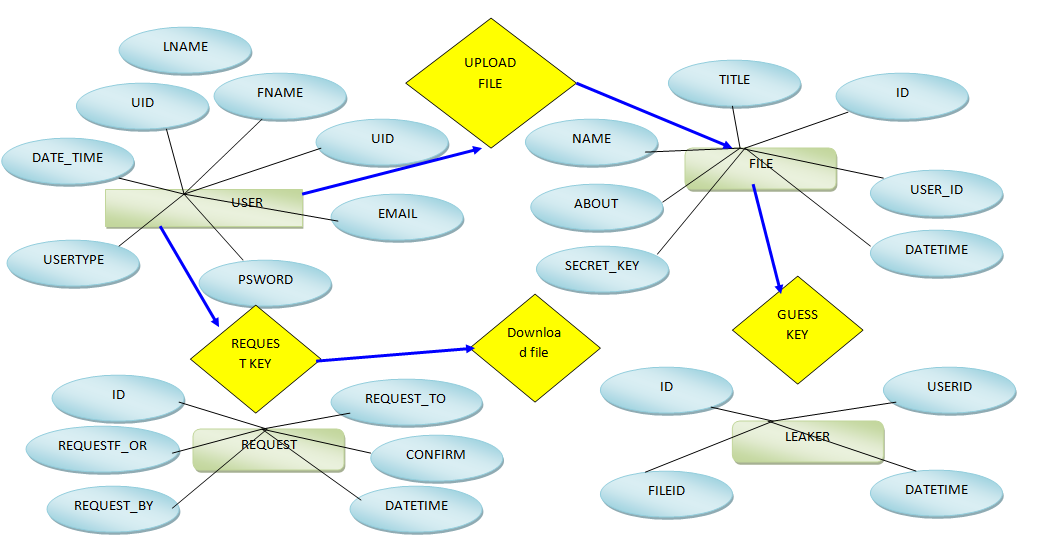 LNAME
UPLOAD
FILE
TITLE
ID
UID
FNAME
UID
NAME
DATE_TIME
FILE
USER_ID
USER
EMAIL
ABOUT
DATETIME
USERTYPE
SECRET_KEY
PSWORD
REQUES
T KEY
Downloa
d file
GUESS
KEY
ID
REQUEST_TO
ID
USERID
REQUESTF_OR
REQUEST
CONFIRM
LEAKER
REQUEST_BY
DATETIME
FILEID
DATETIME